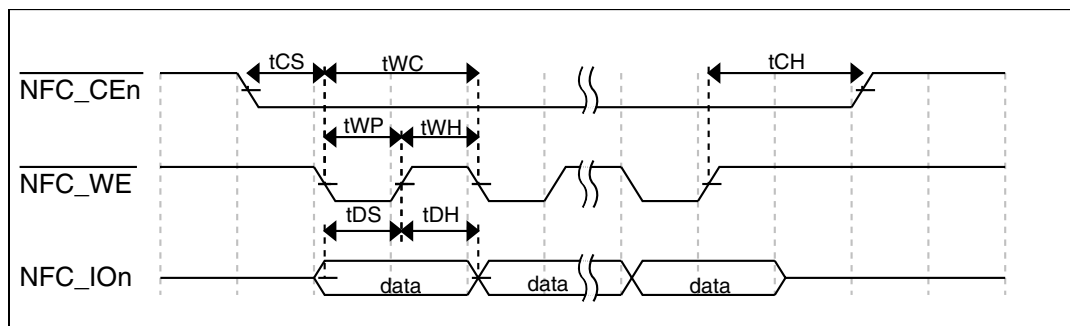 tCS tWC tCH
NFC_CEn
tWP tWH
NFC_WE
tDS tDH
NFC_IOn data data data